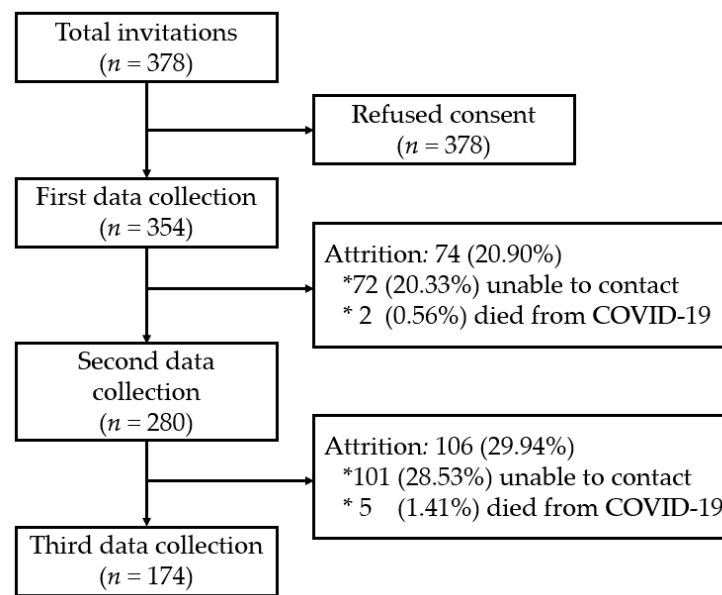 Total invitations
(n = 378)
Refused consent
(n = 378)
First data collection
(n = 354)
Attrition: 74 (20.90%)
*72 (20.33%) unable to contact
* 2 (0.56%) died from COVID-19
Second data
collection
(n = 280)
Attrition: 106 (29.94%)
*101 (28.53%) unable to contact
* 5 (1.41%) died from COVID-19
Third data collection
(n = 174)